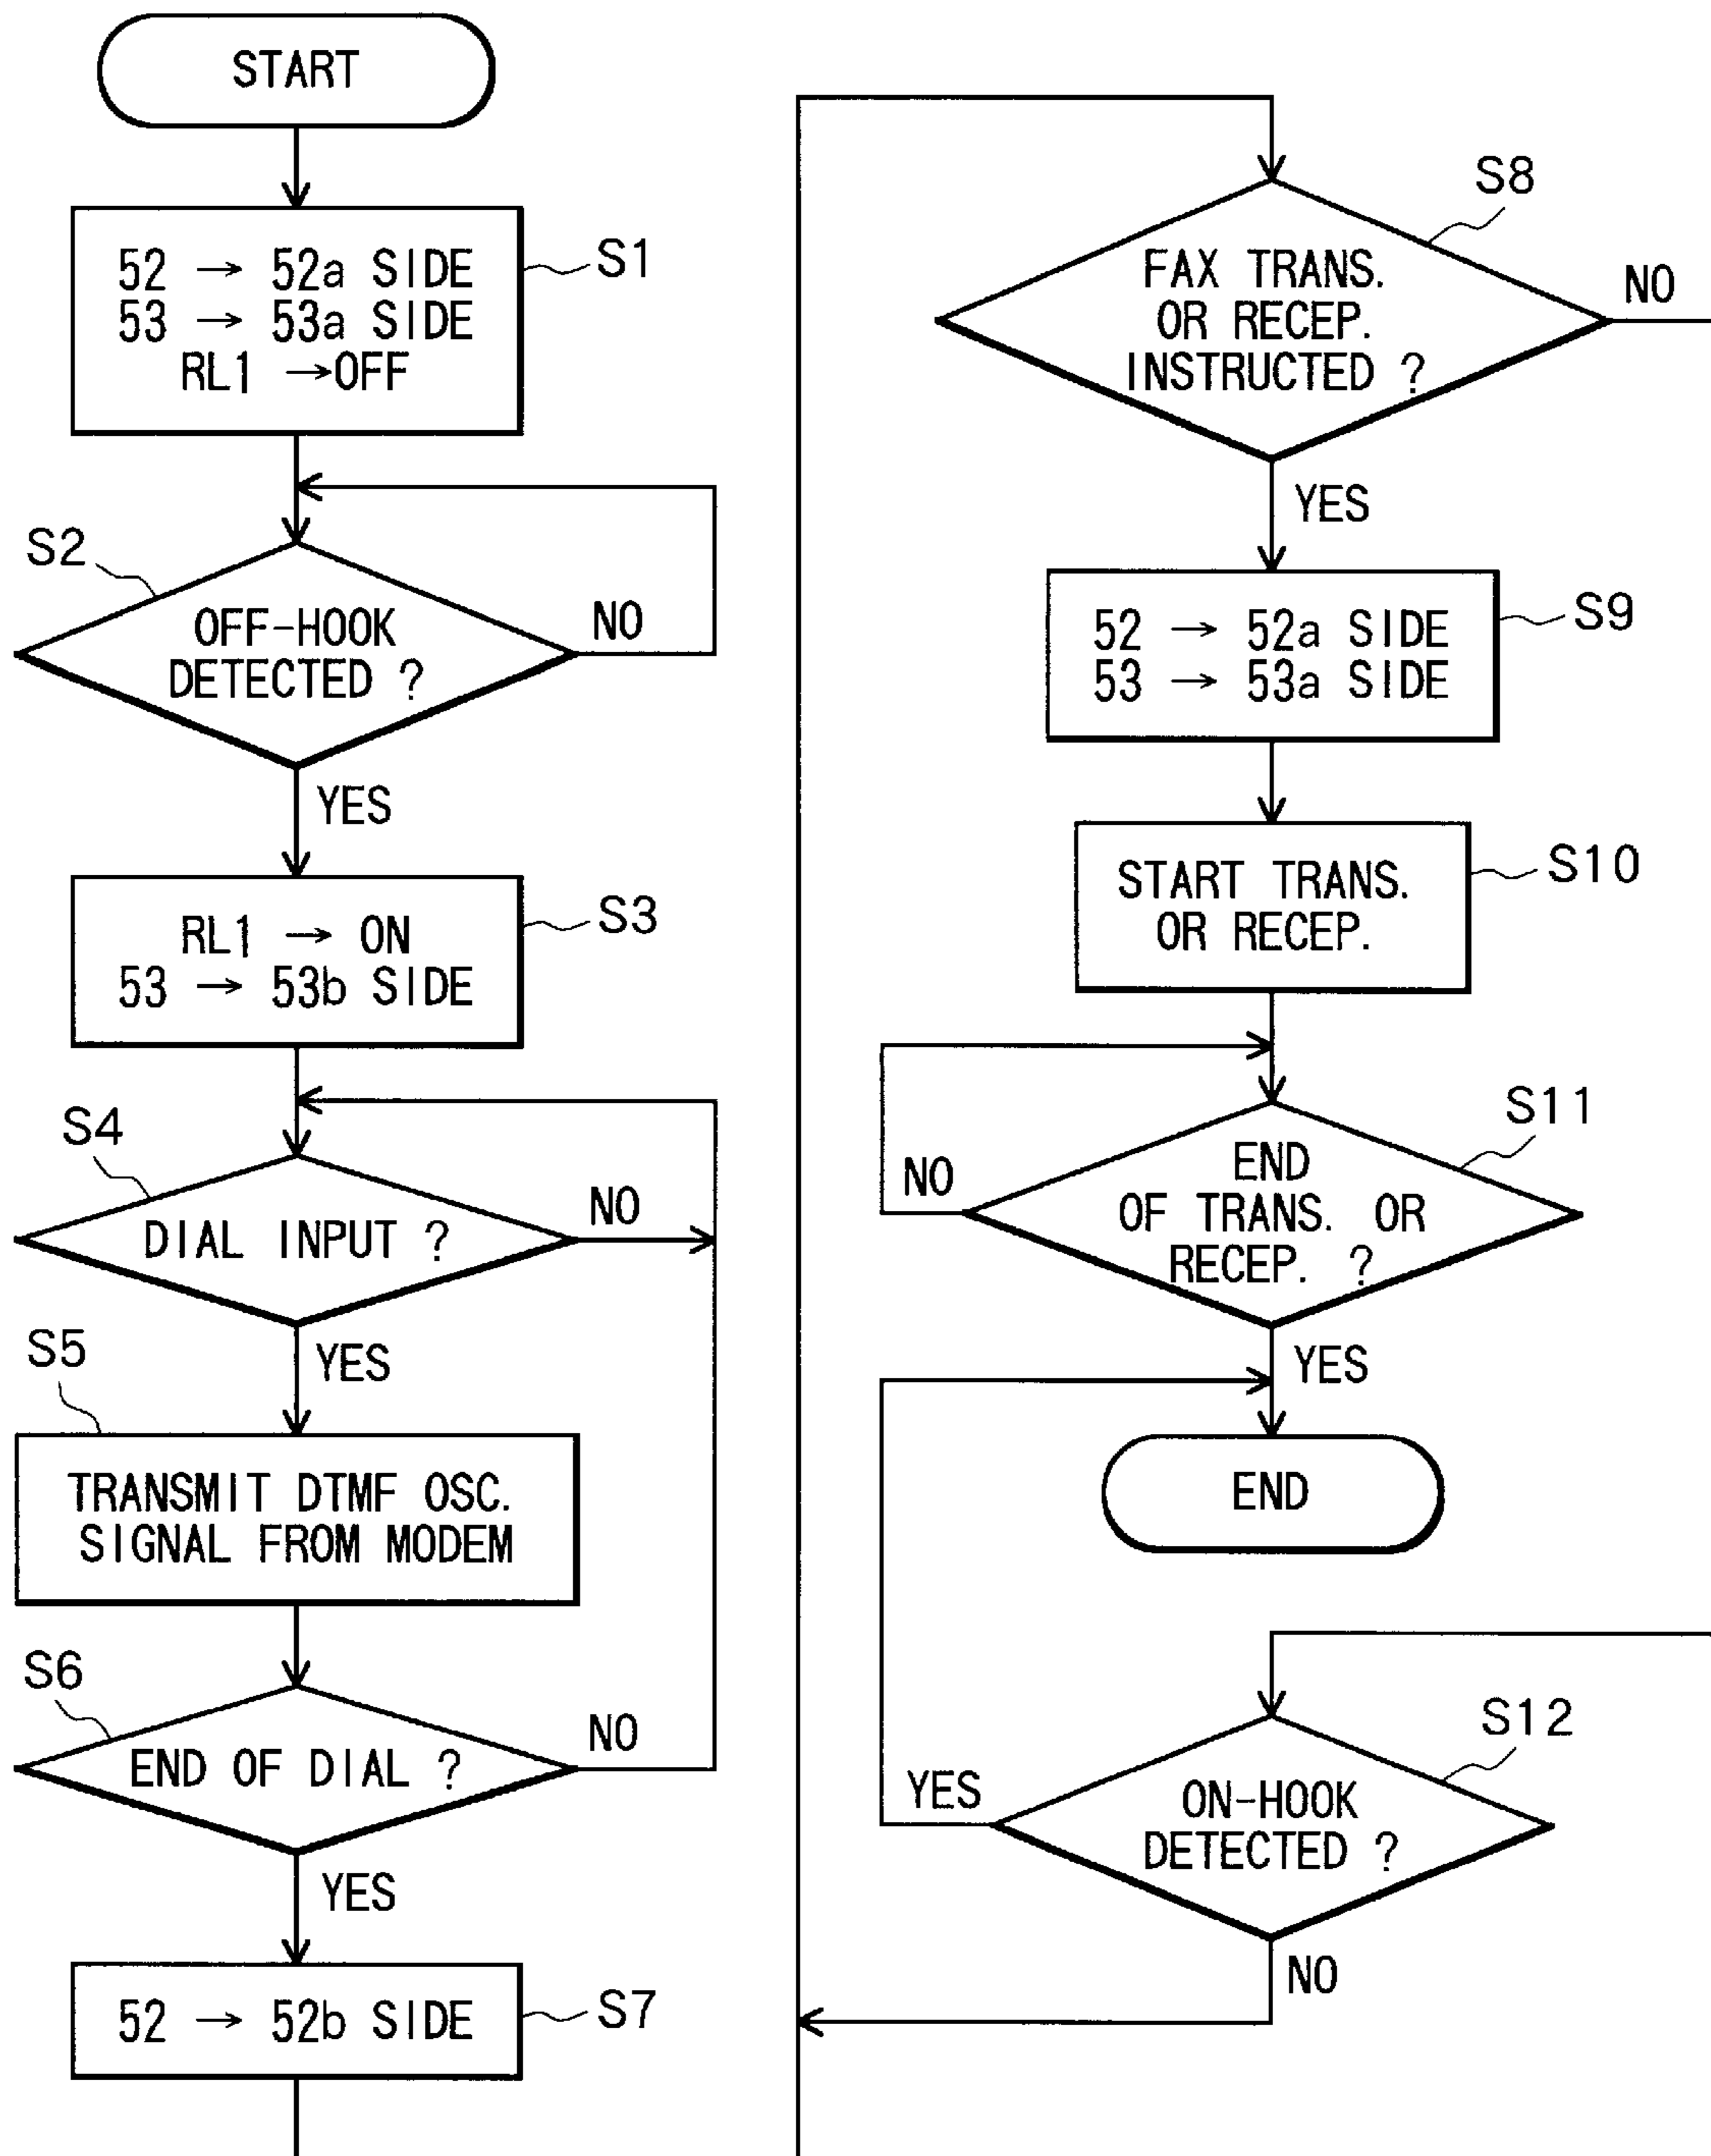 START
52 → 52a SIDE
53 → 53a SIDE
RL1 →OFF
S1
S2
OFF-HOOK
DETECTED ?
NO
YES
RL1 → ON
53 → 53b SIDE
S3
S4
DIAL INPUT ?
NO
YES
S5
TRANSMIT DTMF OSC.
SIGNAL FROM MODEM
S6
END OF DIAL ?
NO
YES
52 → 52b SIDE
S7
S8
FAX TRANS.
OR RECEP.
INSTRUCTED ?
NO
YES
52 → 52a SIDE
53 → 53a SIDE
S9
START TRANS.
OR RECEP.
S10
S11
END
OF TRANS. OR
RECEP. ?
NO
YES
END
S12
ON-HOOK
DETECTED ?
YES
NO